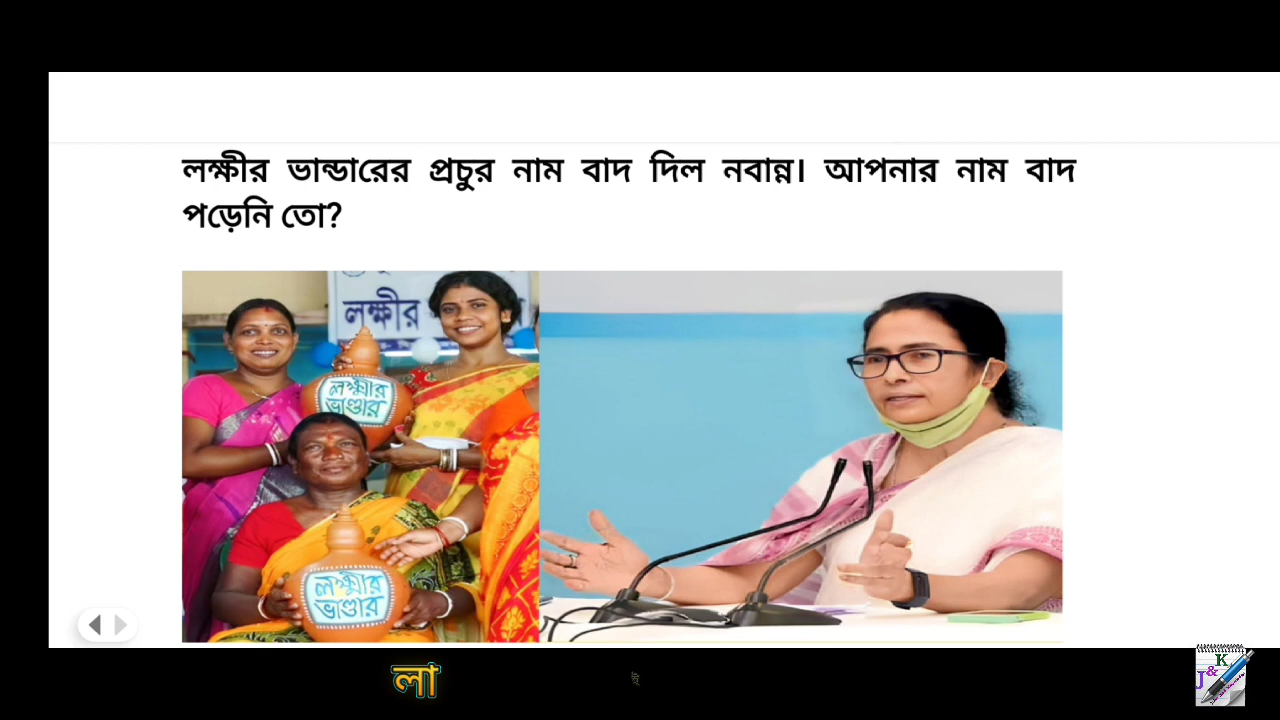 লক্ষীর ভান্ডারের প্রচুর নাম বাদ দিল নবান্ন। আপনার নাম বাদ
পড়েনি তো?
লক্ষীর
লক্ষ্মীর
ভাণ্ডার
লক্ষ্মীর
ভাণ্ডার
লা
ই
J&K